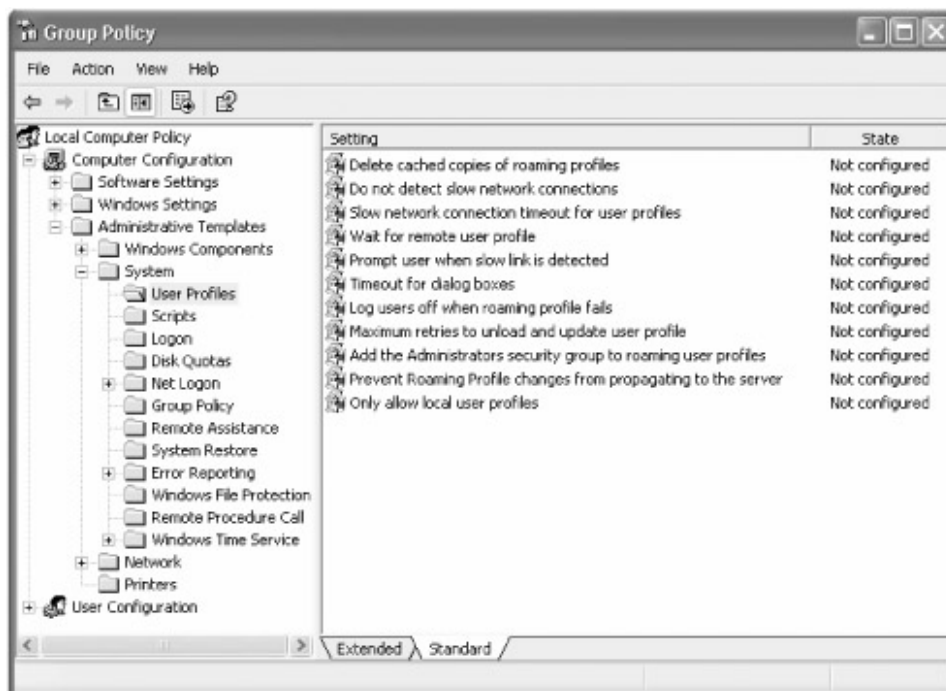 Group Policy
File Action View Help
Local Computer Policy
Computer Configuration
Software Settings
Windows Settings
Administrative Templates
Windows Components
System
User Profiles
Scripts
Logon
Disk Quotas
Net Logon
Group Policy
Remote Assistance
System Restore
Error Reporting
Windows File Protection
Remote Procedure Call
Windows Time Service
Network
Printers
User Configuration
Setting State
Delete cached copies of roaming profiles Not configured
Do not detect slow network connections Not configured
Slow network connection timeout for user profiles Not configured
Wait for remote user profile Not configured
Prompt user when slow link is detected Not configured
Timeout for dialog boxes Not configured
Log users off when roaming profile fails Not configured
Maximum retries to unload and update user profile Not configured
Add the Administrators security group to roaming user profiles Not configured
Prevent Roaming Profile changes from propagating to the server Not configured
Only allow local user profiles Not configured
Extended Standard